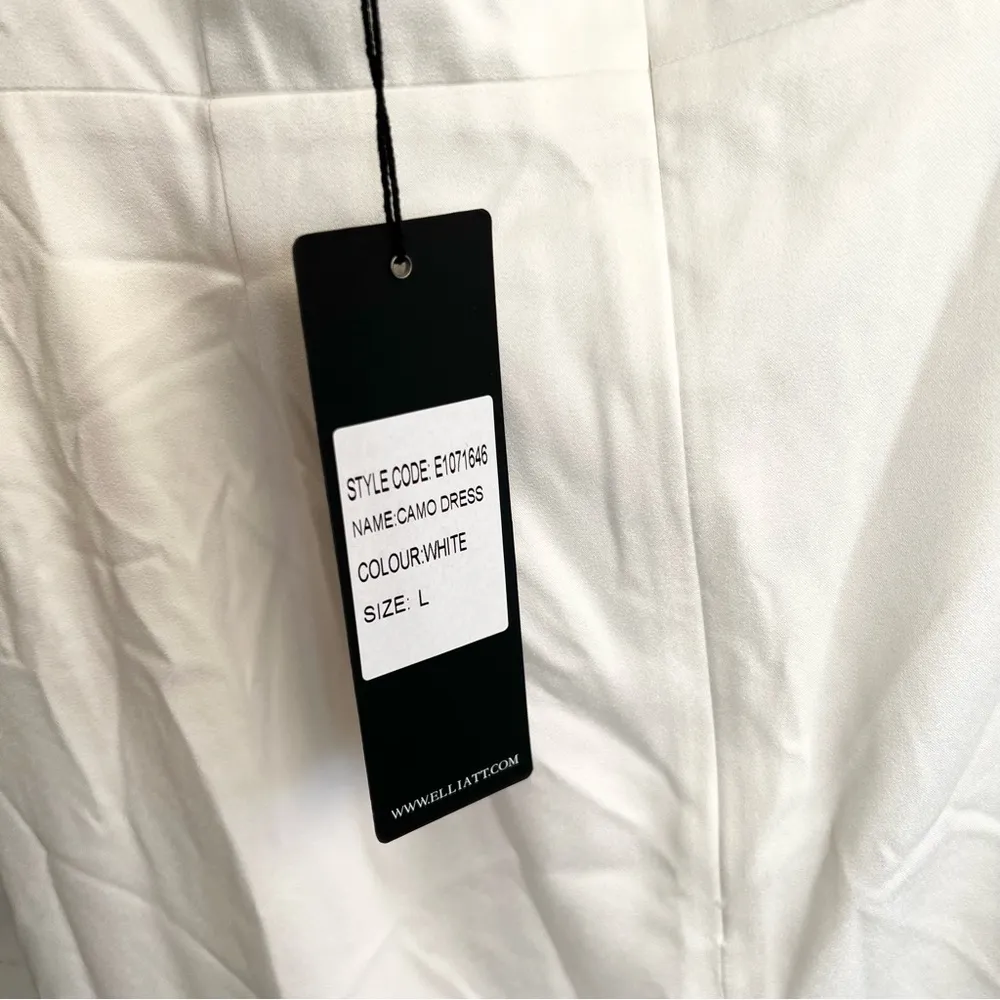 STYLE CODE: E1071646
NAME:CAMO DRESS
COLOUR:WHITE
SIZE: L
WWW.ELLIATT.COM